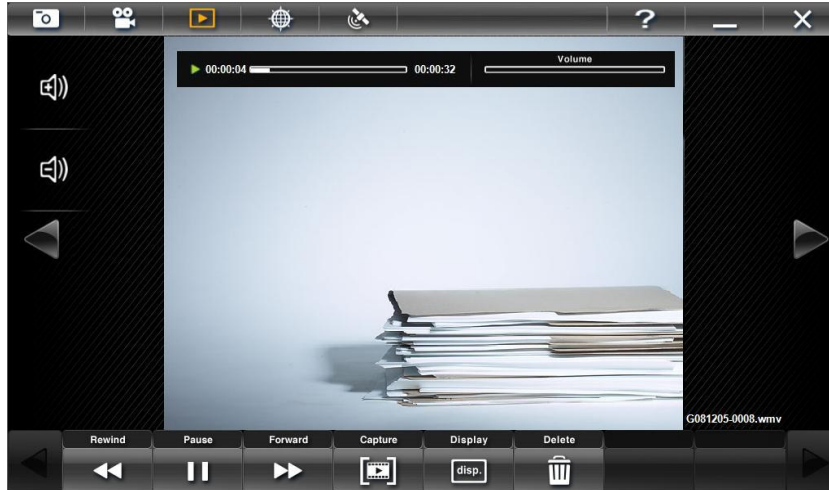 ?
00:00:04 00:00:32 Volume
G081205-0008.wmv
Rewind Pause Forward Capture Display Delete
disp.